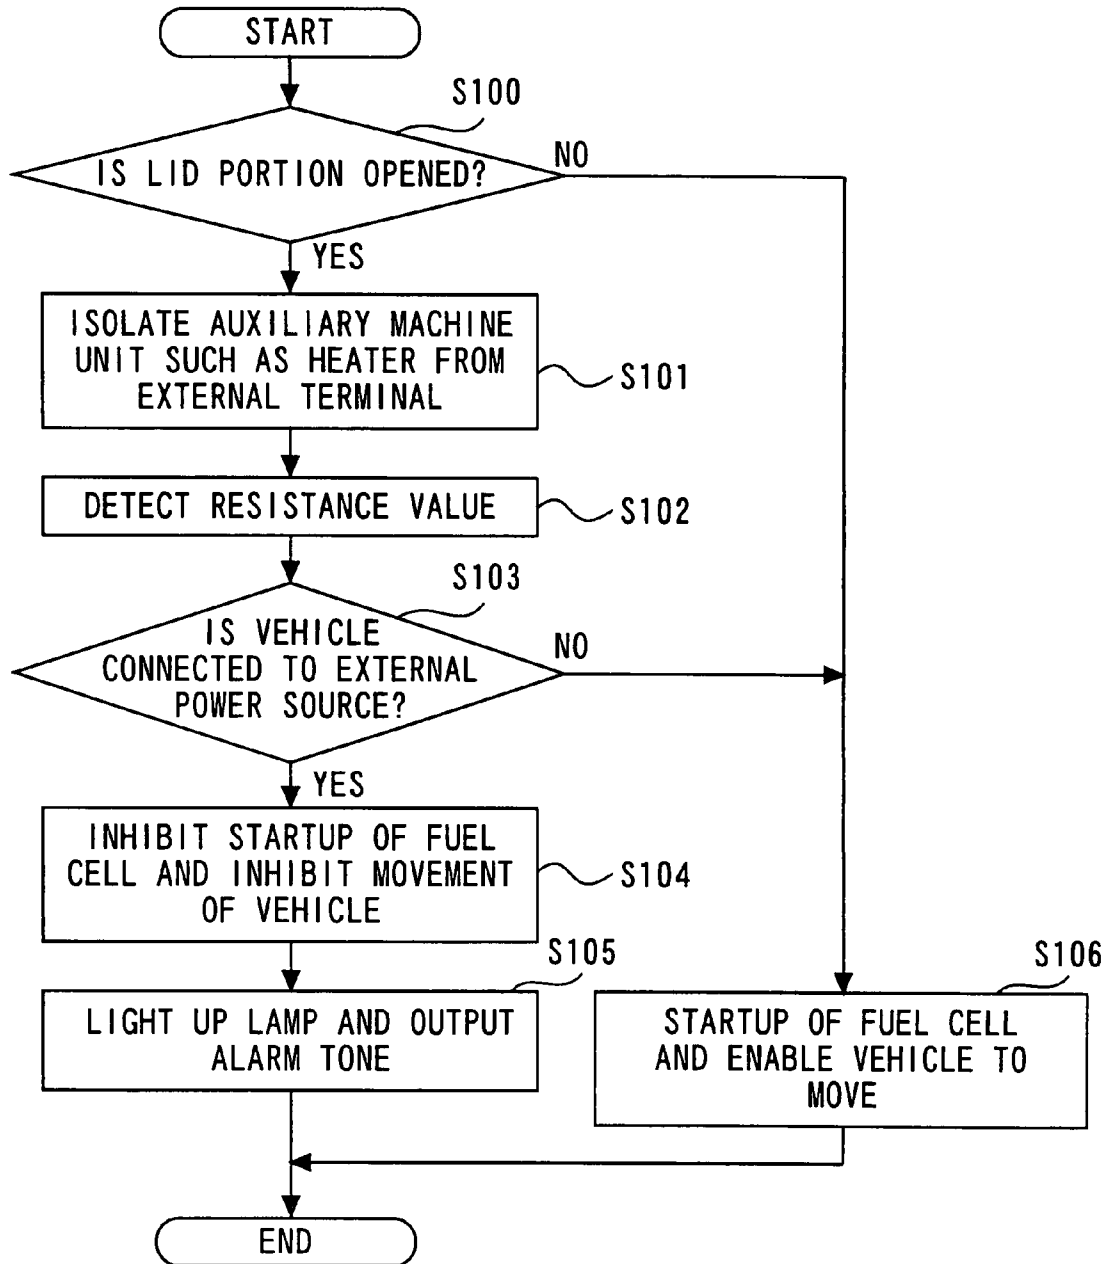 START
S100
IS LID PORTION OPENED?
NO
YES
ISOLATE AUXILIARY MACHINE
UNIT SUCH AS HEATER FROM
EXTERNAL TERMINAL
S101
DETECT RESISTANCE VALUE
S102
S103
IS VEHICLE
CONNECTED TO EXTERNAL
POWER SOURCE?
NO
YES
INHIBIT STARTUP OF FUEL
CELL AND INHIBIT MOVEMENT
OF VEHICLE
S104
S105
LIGHT UP LAMP AND OUTPUT
ALARM TONE
S106
STARTUP OF FUEL CELL
AND ENABLE VEHICLE TO
MOVE
END